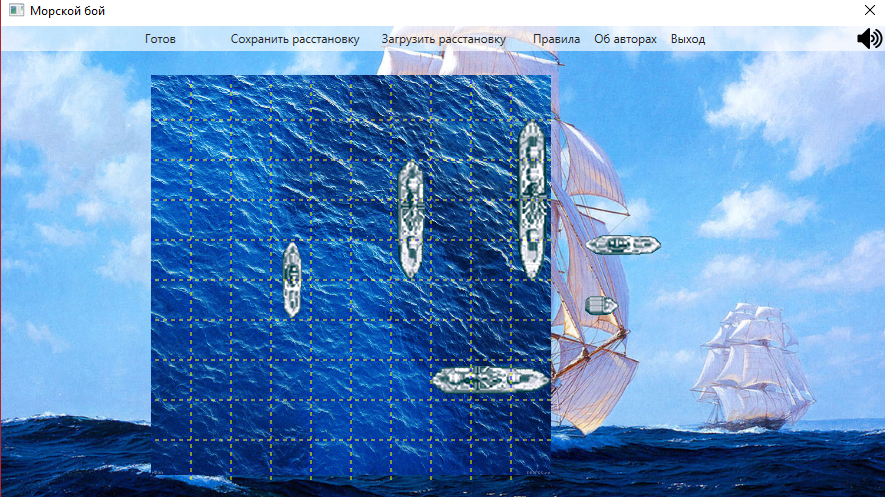 Морской бой
Готов Сохранить расстановку Загрузить расстановку Правила Об авторах Выход